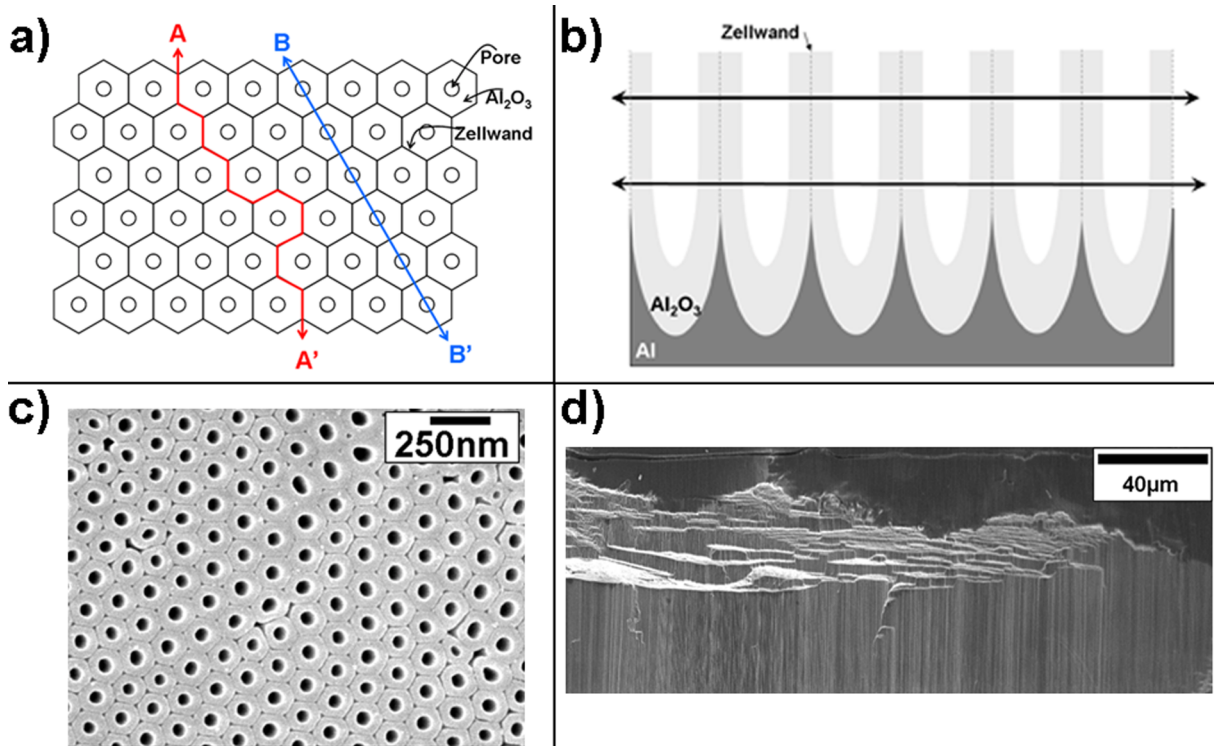 a)
A
B
Pore
Al₂O₃
Zellwand
A'
B'
b)
Zellwand
Al₂O₃
Al
c)
250nm
d)
40µm